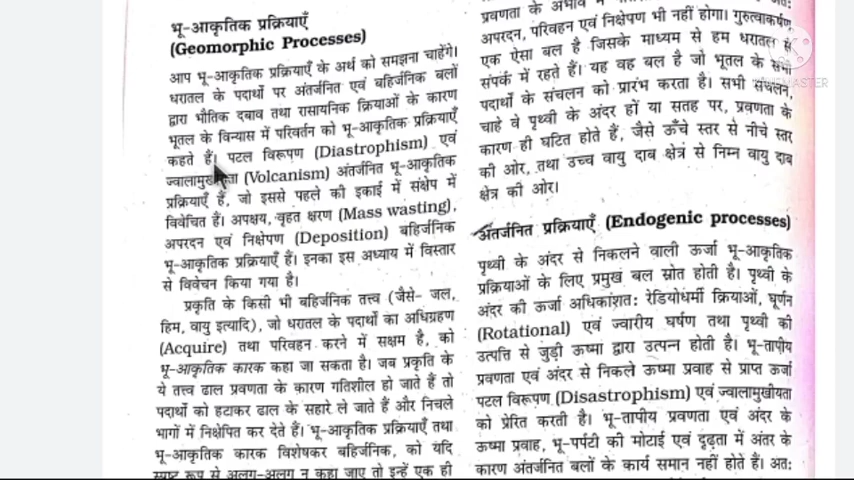 भू-आकृतिक प्रक्रियाएँ
(Geomorphic Processes)
आप भू-आकृतिक प्रक्रियाएँ के अर्थ को समझना चाहेंगे।
धरातल के पदार्थों पर अंतर्जनित एवं बहिर्जनिक बलों
द्वारा भौतिक दबाव तथा रासायनिक क्रियाओं के कारण
भूतल के विन्यास में परिवर्तन को भू-आकृतिक प्रक्रियाएँ
कहते हैं। पटल विरूपण (Diastrophism) एवं
ज्वालामुखीयता (Volcanism) अंतर्जनित भू-आकृतिक
प्रक्रियाएँ हैं, जो इससे पहले की इकाई में संक्षेप में
विवेचित हैं। अपक्षय, वृहत क्षरण (Mass wasting),
अपरदन एवं निक्षेपण (Deposition) बहिर्जनिक
भू-आकृतिक प्रक्रियाएँ हैं। इनका इस अध्याय में विस्तार
से विवेचन किया गया है।
प्रकृति के किसी भी बहिर्जनिक तत्त्व (जैसे- जल,
हिम, वायु इत्यादि), जो धरातल के पदार्थों का अधिग्रहण
(Acquire) तथा परिवहन करने में सक्षम है, को
भू-आकृतिक कारक कहा जा सकता है। जब प्रकृति के
ये तत्त्व ढाल प्रवणता के कारण गतिशील हो जाते हैं तो
पदार्थों को हटाकर ढाल के सहारे ले जाते हैं और निचले
भागों में निक्षेपित कर देते हैं। भू-आकृतिक प्रक्रियाएँ तथा
भू-आकृतिक कारक विशेषकर बहिर्जनिक, को यदि
स्पष्ट रूप से अलग-अलग न कहा जाए तो इन्हें एक ही
प्रवणता के अभाव में
अपरदन, परिवहन एवं निक्षेपण भी नहीं होगा। गुरुत्वाकर्षण
एक ऐसा बल है जिसके माध्यम से हम धरातल से
संपर्क में रहते हैं। यह वह बल है जो भूतल के सभी
पदार्थों के संचलन को प्रारंभ करता है। सभी संचलन,
चाहे वे पृथ्वी के अंदर हों या सतह पर, प्रवणता के
कारण ही घटित होते हैं, जैसे ऊँचे स्तर से नीचे स्तर
की ओर, तथा उच्च वायु दाब क्षेत्र से निम्न वायु दाब
क्षेत्र की ओर।
अंतर्जनित प्रक्रियाएँ (Endogenic processes)
पृथ्वी के अंदर से निकलने वाली ऊर्जा भू-आकृतिक
प्रक्रियाओं के लिए प्रमुख बल स्रोत होती है। पृथ्वी के
अंदर की ऊर्जा अधिकांशत: रेडियोधर्मी क्रियाओं, घूर्णन
(Rotational) एवं ज्वारीय घर्षण तथा पृथ्वी की
उत्पत्ति से जुड़ी ऊष्मा द्वारा उत्पन्न होती है। भू-तापीय
प्रवणता एवं अंदर से निकले ऊष्मा प्रवाह से प्राप्त ऊर्जा
पटल विरूपण (Disastrophism) एवं ज्वालामुखीयता
को प्रेरित करती है। भू-तापीय प्रवणता एवं अंदर के
ऊष्मा प्रवाह, भू-पर्पटी की मोटाई एवं दृढ़ता में अंतर के
कारण अंतर्जनित बलों के कार्य समान नहीं होते हैं। अत: